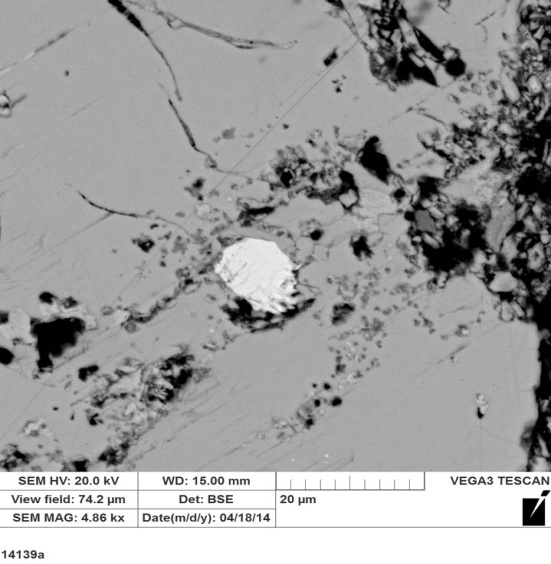 SEM HV: 20.0 kV WD: 15.00 mm VEGA3 TESCAN
View field: 74.2 µm Det: BSE 20 µm
SEM MAG: 4.86 kx Date(m/d/y): 04/18/14
14139a